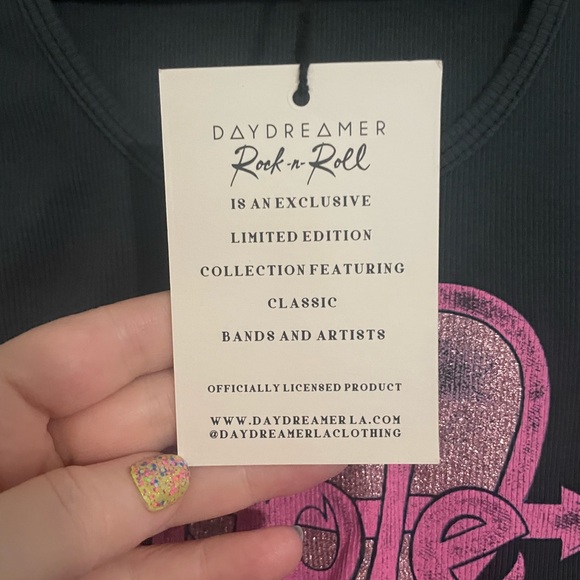 DAYDREAMER
Rock-n-Roll
IS AN EXCLUSIVE
LIMITED EDITION
COLLECTION FEATURING
CLASSIC
BANDS AND ARTISTS
OFFICIALLY LICENSED PRODUCT
WWW.DAYDREAMERLA.COM
@DAYDREAMERLACLOTHING